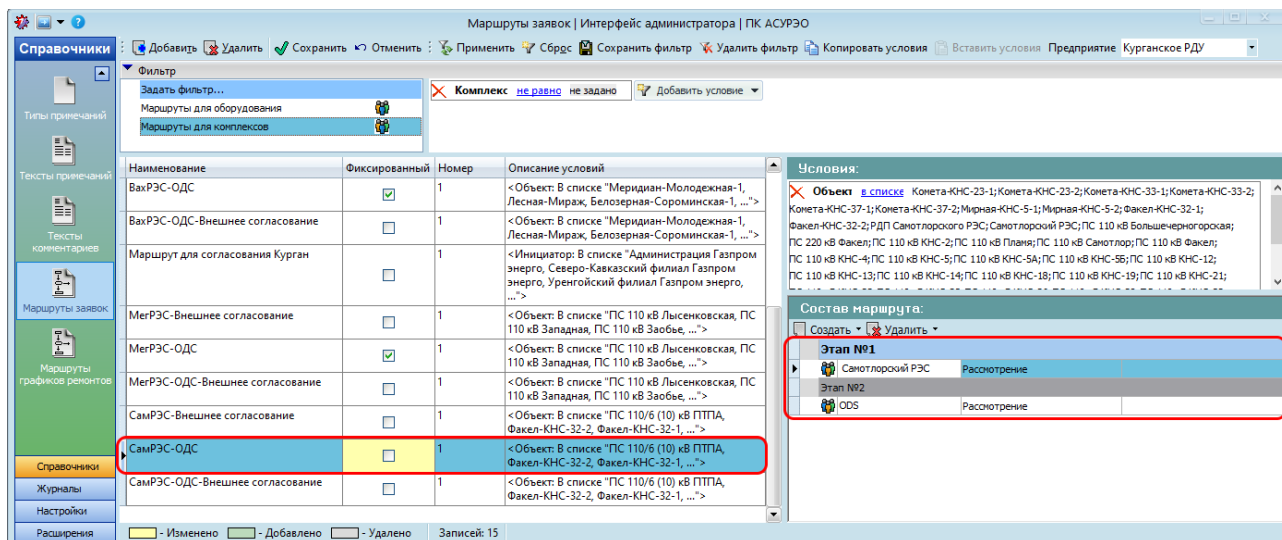 Маршруты заявок | Интерфейс администратора | ПК АСУРЭО
Справочники
Добавить Удалить Сохранить Отменить Применить Сброс Сохранить фильтр Удалить фильтр Копировать условия Вставить условия Предприятие Курганское РДУ
Фильтр
Задать фильтр...
Маршруты для оборудования
Маршруты для комплексов
Комплекс не равно не задано Добавить условие
Типы примечаний
Тексты примечаний
Тексты
комментариев
Маршруты заявок
Маршруты
графиков ремонтов
Справочники
Журналы
Настройки
Расширения
Наименование Фиксированный Номер Описание условий
ВахРЭС-ОДС 1 <Объект: В списке "Меридиан-Молодежная-1,
Лесная-Мираж, Белозерная-Сороминская-1, ...">
ВахРЭС-ОДС-Внешнее согласование 1 <Объект: В списке "Меридиан-Молодежная-1,
Лесная-Мираж, Белозерная-Сороминская-1, ...">
Маршрут для согласования Курган 1 <Инициатор: В списке "Администрация Газпром
энерго, Северо-Кавказский филиал Газпром
энерго, Уренгойский филиал Газпром энерго,
...">
МегРЭС-Внешнее согласование 1 <Объект: В списке "ПС 110 кВ Лысенковская, ПС
110 кВ Западная, ПС 110 кВ Заобье, ...">
МегРЭС-ОДС 1 <Объект: В списке "ПС 110 кВ Лысенковская, ПС
110 кВ Западная, ПС 110 кВ Заобье, ...">
МегРЭС-ОДС-Внешнее согласование 1 <Объект: В списке "ПС 110 кВ Лысенковская, ПС
110 кВ Западная, ПС 110 кВ Заобье, ...">
СамРЭС-Внешнее согласование 1 <Объект: В списке "ПС 110/6 (10) кВ ПТПА,
Факел-КНС-32-2, Факел-КНС-32-1, ...">
СамРЭС-ОДС 1 <Объект: В списке "ПС 110/6 (10) кВ ПТПА,
Факел-КНС-32-2, Факел-КНС-32-1, ...">
СамРЭС-ОДС-Внешнее согласование 1 <Объект: В списке "ПС 110/6 (10) кВ ПТПА,
Факел-КНС-32-2, Факел-КНС-32-1, ...">
Условия:
Объект в списке Комета-КНС-23-1;Комета-КНС-23-2;Комета-КНС-33-1;Комета-КНС-33-2;
Комета-КНС-37-1;Комета-КНС-37-2;Мирная-КНС-5-1;Мирная-КНС-5-2;Факел-КНС-32-1;
Факел-КНС-32-2;РДП Самотлорского РЭС;Самотлорский РЭС;ПС 110 кВ Большечерногорская;
ПС 220 кВ Факел;ПС 110 кВ КНС-2;ПС 110 кВ Пламя;ПС 110 кВ Самотлор;ПС 110 кВ Факел;
ПС 110 кВ КНС-4;ПС 110 кВ КНС-5;ПС 110 кВ КНС-5А;ПС 110 кВ КНС-5Б;ПС 110 кВ КНС-12;
ПС 110 кВ КНС-13;ПС 110 кВ КНС-14;ПС 110 кВ КНС-18;ПС 110 кВ КНС-19;ПС 110 кВ КНС-21;
Состав маршрута:
Создать Удалить
Этап №1
Самотлорский РЭС Рассмотрение
Этап №2
ODS Рассмотрение
- Изменено - Добавлено - Удалено Записей: 15